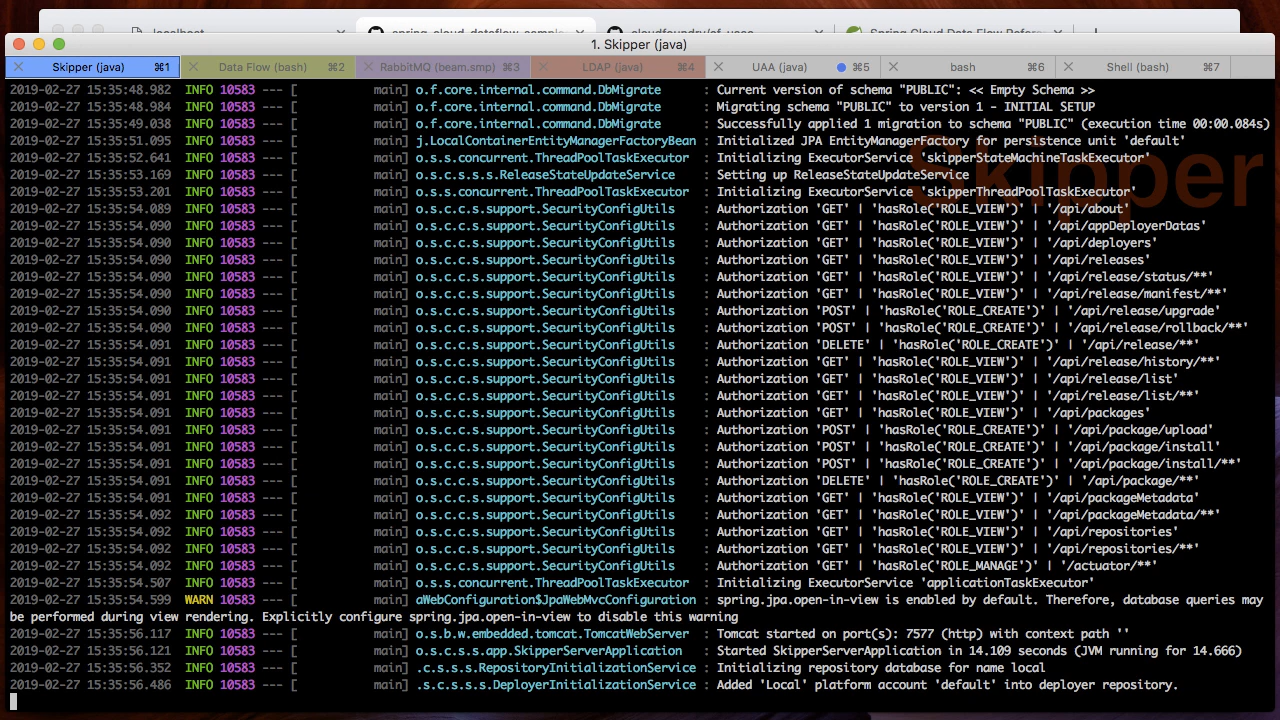 localhost
spring_cloud_dataflow_sample
cloudfoundry/cf-uaac
Spring Cloud Data Flow Refere
1. Skipper (java)
Skipper (java) ⌘1 Data Flow (bash) ⌘2 RabbitMQ (beam.smp) ⌘3 LDAP (java) ⌘4 UAA (java) ⌘5 bash ⌘6 Shell (bash) ⌘7
Skipper
2019-02-27 15:35:48.982 INFO 10583 --- [ main] o.f.core.internal.command.DbMigrate : Current version of schema "PUBLIC": << Empty Schema >>
2019-02-27 15:35:48.990 INFO 10583 --- [ main] o.f.core.internal.command.DbMigrate : Migrating schema "PUBLIC" to version 1 - INITIAL SETUP
2019-02-27 15:35:49.038 INFO 10583 --- [ main] o.f.core.internal.command.DbMigrate : Successfully applied 1 migration to schema "PUBLIC" (execution time 00:00.084s)
2019-02-27 15:35:51.095 INFO 10583 --- [ main] j.LocalContainerEntityManagerFactoryBean : Initialized JPA EntityManagerFactory for persistence unit 'default'
2019-02-27 15:35:52.641 INFO 10583 --- [ main] o.s.s.concurrent.ThreadPoolTaskExecutor : Initializing ExecutorService 'skipperStateMachineTaskExecutor'
2019-02-27 15:35:53.169 INFO 10583 --- [ main] o.s.c.s.s.s.ReleaseStateUpdateService : Setting up ReleaseStateUpdateService
2019-02-27 15:35:53.201 INFO 10583 --- [ main] o.s.s.concurrent.ThreadPoolTaskExecutor : Initializing ExecutorService 'skipperThreadPoolTaskExecutor'
2019-02-27 15:35:54.089 INFO 10583 --- [ main] o.s.c.c.s.support.SecurityConfigUtils : Authorization 'GET' | 'hasRole('ROLE_VIEW')' | '/api/about'
2019-02-27 15:35:54.090 INFO 10583 --- [ main] o.s.c.c.s.support.SecurityConfigUtils : Authorization 'GET' | 'hasRole('ROLE_VIEW')' | '/api/appDeployerDatas'
2019-02-27 15:35:54.090 INFO 10583 --- [ main] o.s.c.c.s.support.SecurityConfigUtils : Authorization 'GET' | 'hasRole('ROLE_VIEW')' | '/api/deployers'
2019-02-27 15:35:54.090 INFO 10583 --- [ main] o.s.c.c.s.support.SecurityConfigUtils : Authorization 'GET' | 'hasRole('ROLE_VIEW')' | '/api/releases'
2019-02-27 15:35:54.090 INFO 10583 --- [ main] o.s.c.c.s.support.SecurityConfigUtils : Authorization 'GET' | 'hasRole('ROLE_VIEW')' | '/api/release/status/**'
2019-02-27 15:35:54.090 INFO 10583 --- [ main] o.s.c.c.s.support.SecurityConfigUtils : Authorization 'GET' | 'hasRole('ROLE_VIEW')' | '/api/release/manifest/**'
2019-02-27 15:35:54.090 INFO 10583 --- [ main] o.s.c.c.s.support.SecurityConfigUtils : Authorization 'POST' | 'hasRole('ROLE_CREATE')' | '/api/release/upgrade'
2019-02-27 15:35:54.090 INFO 10583 --- [ main] o.s.c.c.s.support.SecurityConfigUtils : Authorization 'POST' | 'hasRole('ROLE_CREATE')' | '/api/release/rollback/**'
2019-02-27 15:35:54.091 INFO 10583 --- [ main] o.s.c.c.s.support.SecurityConfigUtils : Authorization 'DELETE' | 'hasRole('ROLE_CREATE')' | '/api/release/**'
2019-02-27 15:35:54.091 INFO 10583 --- [ main] o.s.c.c.s.support.SecurityConfigUtils : Authorization 'GET' | 'hasRole('ROLE_VIEW')' | '/api/release/history/**'
2019-02-27 15:35:54.091 INFO 10583 --- [ main] o.s.c.c.s.support.SecurityConfigUtils : Authorization 'GET' | 'hasRole('ROLE_VIEW')' | '/api/release/list'
2019-02-27 15:35:54.091 INFO 10583 --- [ main] o.s.c.c.s.support.SecurityConfigUtils : Authorization 'GET' | 'hasRole('ROLE_VIEW')' | '/api/release/list/**'
2019-02-27 15:35:54.091 INFO 10583 --- [ main] o.s.c.c.s.support.SecurityConfigUtils : Authorization 'GET' | 'hasRole('ROLE_VIEW')' | '/api/packages'
2019-02-27 15:35:54.091 INFO 10583 --- [ main] o.s.c.c.s.support.SecurityConfigUtils : Authorization 'POST' | 'hasRole('ROLE_CREATE')' | '/api/package/upload'
2019-02-27 15:35:54.091 INFO 10583 --- [ main] o.s.c.c.s.support.SecurityConfigUtils : Authorization 'POST' | 'hasRole('ROLE_CREATE')' | '/api/package/install'
2019-02-27 15:35:54.091 INFO 10583 --- [ main] o.s.c.c.s.support.SecurityConfigUtils : Authorization 'POST' | 'hasRole('ROLE_CREATE')' | '/api/package/install/**'
2019-02-27 15:35:54.091 INFO 10583 --- [ main] o.s.c.c.s.support.SecurityConfigUtils : Authorization 'DELETE' | 'hasRole('ROLE_CREATE')' | '/api/package/**'
2019-02-27 15:35:54.091 INFO 10583 --- [ main] o.s.c.c.s.support.SecurityConfigUtils : Authorization 'GET' | 'hasRole('ROLE_VIEW')' | '/api/packageMetadata'
2019-02-27 15:35:54.092 INFO 10583 --- [ main] o.s.c.c.s.support.SecurityConfigUtils : Authorization 'GET' | 'hasRole('ROLE_VIEW')' | '/api/packageMetadata/**'
2019-02-27 15:35:54.092 INFO 10583 --- [ main] o.s.c.c.s.support.SecurityConfigUtils : Authorization 'GET' | 'hasRole('ROLE_VIEW')' | '/api/repositories'
2019-02-27 15:35:54.092 INFO 10583 --- [ main] o.s.c.c.s.support.SecurityConfigUtils : Authorization 'GET' | 'hasRole('ROLE_VIEW')' | '/api/repositories/**'
2019-02-27 15:35:54.092 INFO 10583 --- [ main] o.s.c.c.s.support.SecurityConfigUtils : Authorization 'GET' | 'hasRole('ROLE_MANAGE')' | '/actuator/**'
2019-02-27 15:35:54.507 INFO 10583 --- [ main] o.s.s.concurrent.ThreadPoolTaskExecutor : Initializing ExecutorService 'applicationTaskExecutor'
2019-02-27 15:35:54.599 WARN 10583 --- [ main] aWebConfiguration$JpaWebMvcConfiguration : spring.jpa.open-in-view is enabled by default. Therefore, database queries may
be performed during view rendering. Explicitly configure spring.jpa.open-in-view to disable this warning
2019-02-27 15:35:56.117 INFO 10583 --- [ main] o.s.b.w.embedded.tomcat.TomcatWebServer : Tomcat started on port(s): 7577 (http) with context path ''
2019-02-27 15:35:56.121 INFO 10583 --- [ main] o.s.c.s.s.app.SkipperServerApplication : Started SkipperServerApplication in 14.109 seconds (JVM running for 14.666)
2019-02-27 15:35:56.352 INFO 10583 --- [ main] .c.s.s.s.RepositoryInitializationService : Initializing repository database for name local
2019-02-27 15:35:56.486 INFO 10583 --- [ main] .s.c.s.s.s.DeployerInitializationService : Added 'Local' platform account 'default' into deployer repository.